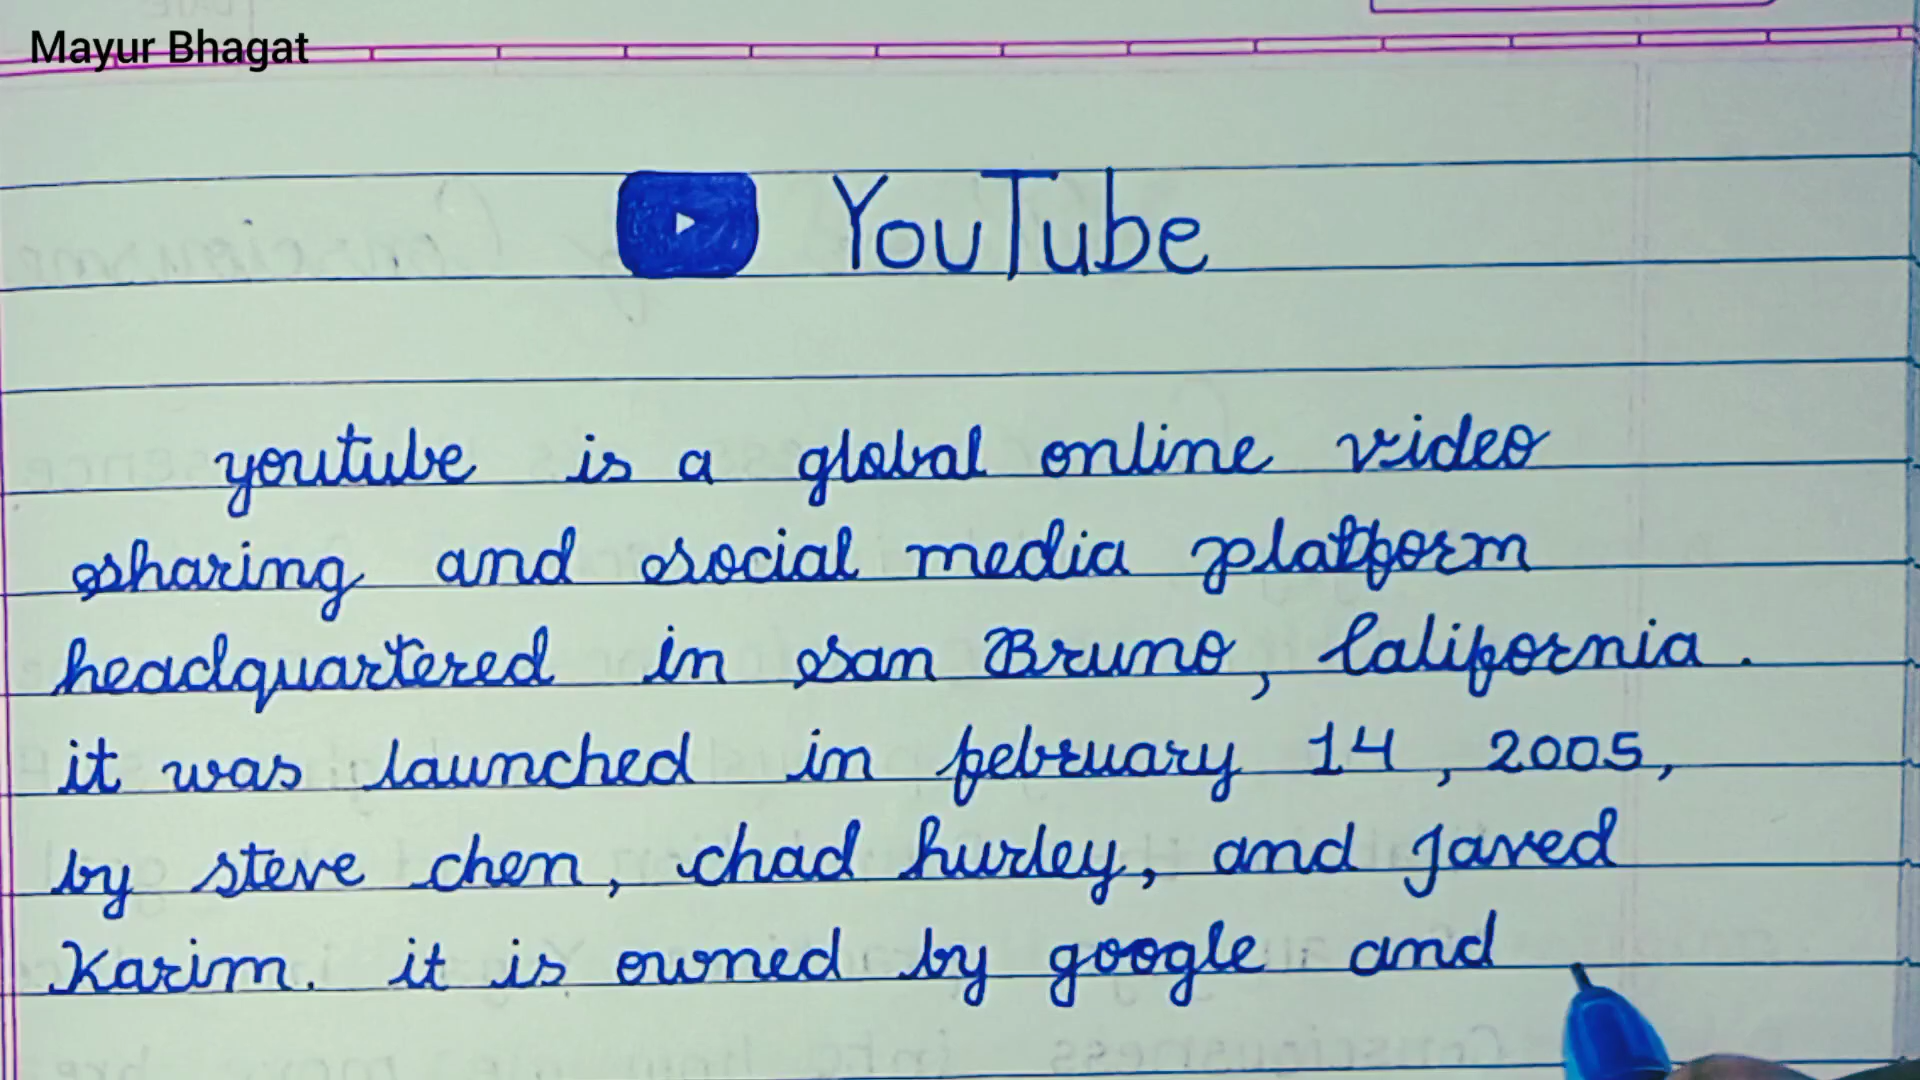 Mayur Bhagat
YouTube
youtube is a global online video
sharing and social media platform
headquartered in san Bruno, California.
it was launched in february 14, 2005,
by steve chen, chad hurley, and Javed
Karim. it is owned by google and